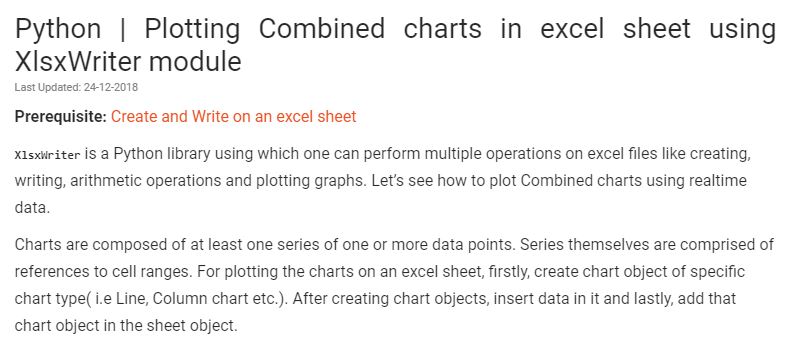 Python | Plotting Combined charts in excel sheet using
XlsxWriter module
Last Updated: 24-12-2018
Prerequisite: Create and Write on an excel sheet
XlsxWriter is a Python library using which one can perform multiple operations on excel files like creating,
writing, arithmetic operations and plotting graphs. Let's see how to plot Combined charts using realtime
data.
Charts are composed of at least one series of one or more data points. Series themselves are comprised of
references to cell ranges. For plotting the charts on an excel sheet, firstly, create chart object of specific
chart type( i.e Line, Column chart etc.). After creating chart objects, insert data in it and lastly, add that
chart object in the sheet object.